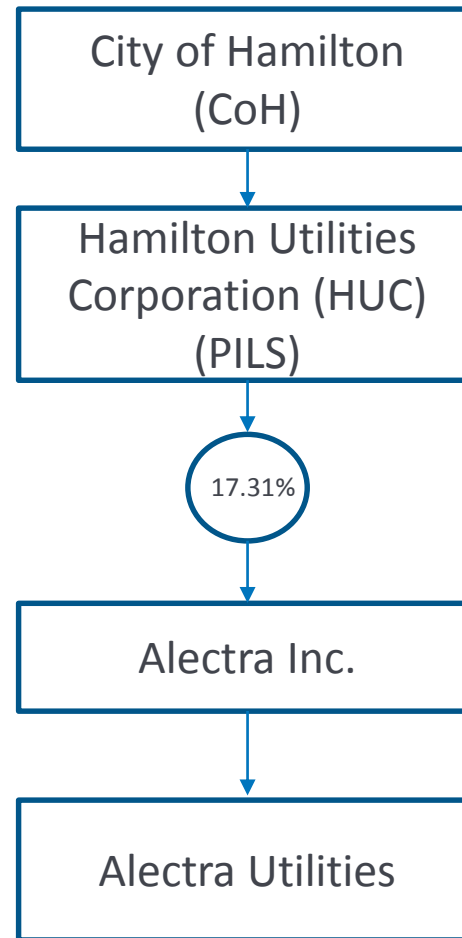 City of Hamilton
(CoH)
Hamilton Utilities
Corporation (HUC)
(PILS)
17.31%
Alectra Inc.
Alectra Utilities